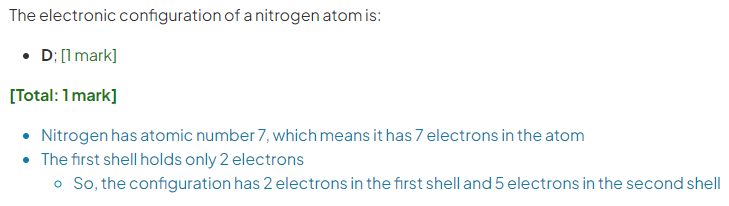 The electronic configuration of a nitrogen atom is:
• D; [1 mark]
[Total: 1 mark]
• Nitrogen has atomic number 7, which means it has 7 electrons in the atom
• The first shell holds only 2 electrons
◦ So, the configuration has 2 electrons in the first shell and 5 electrons in the second shell